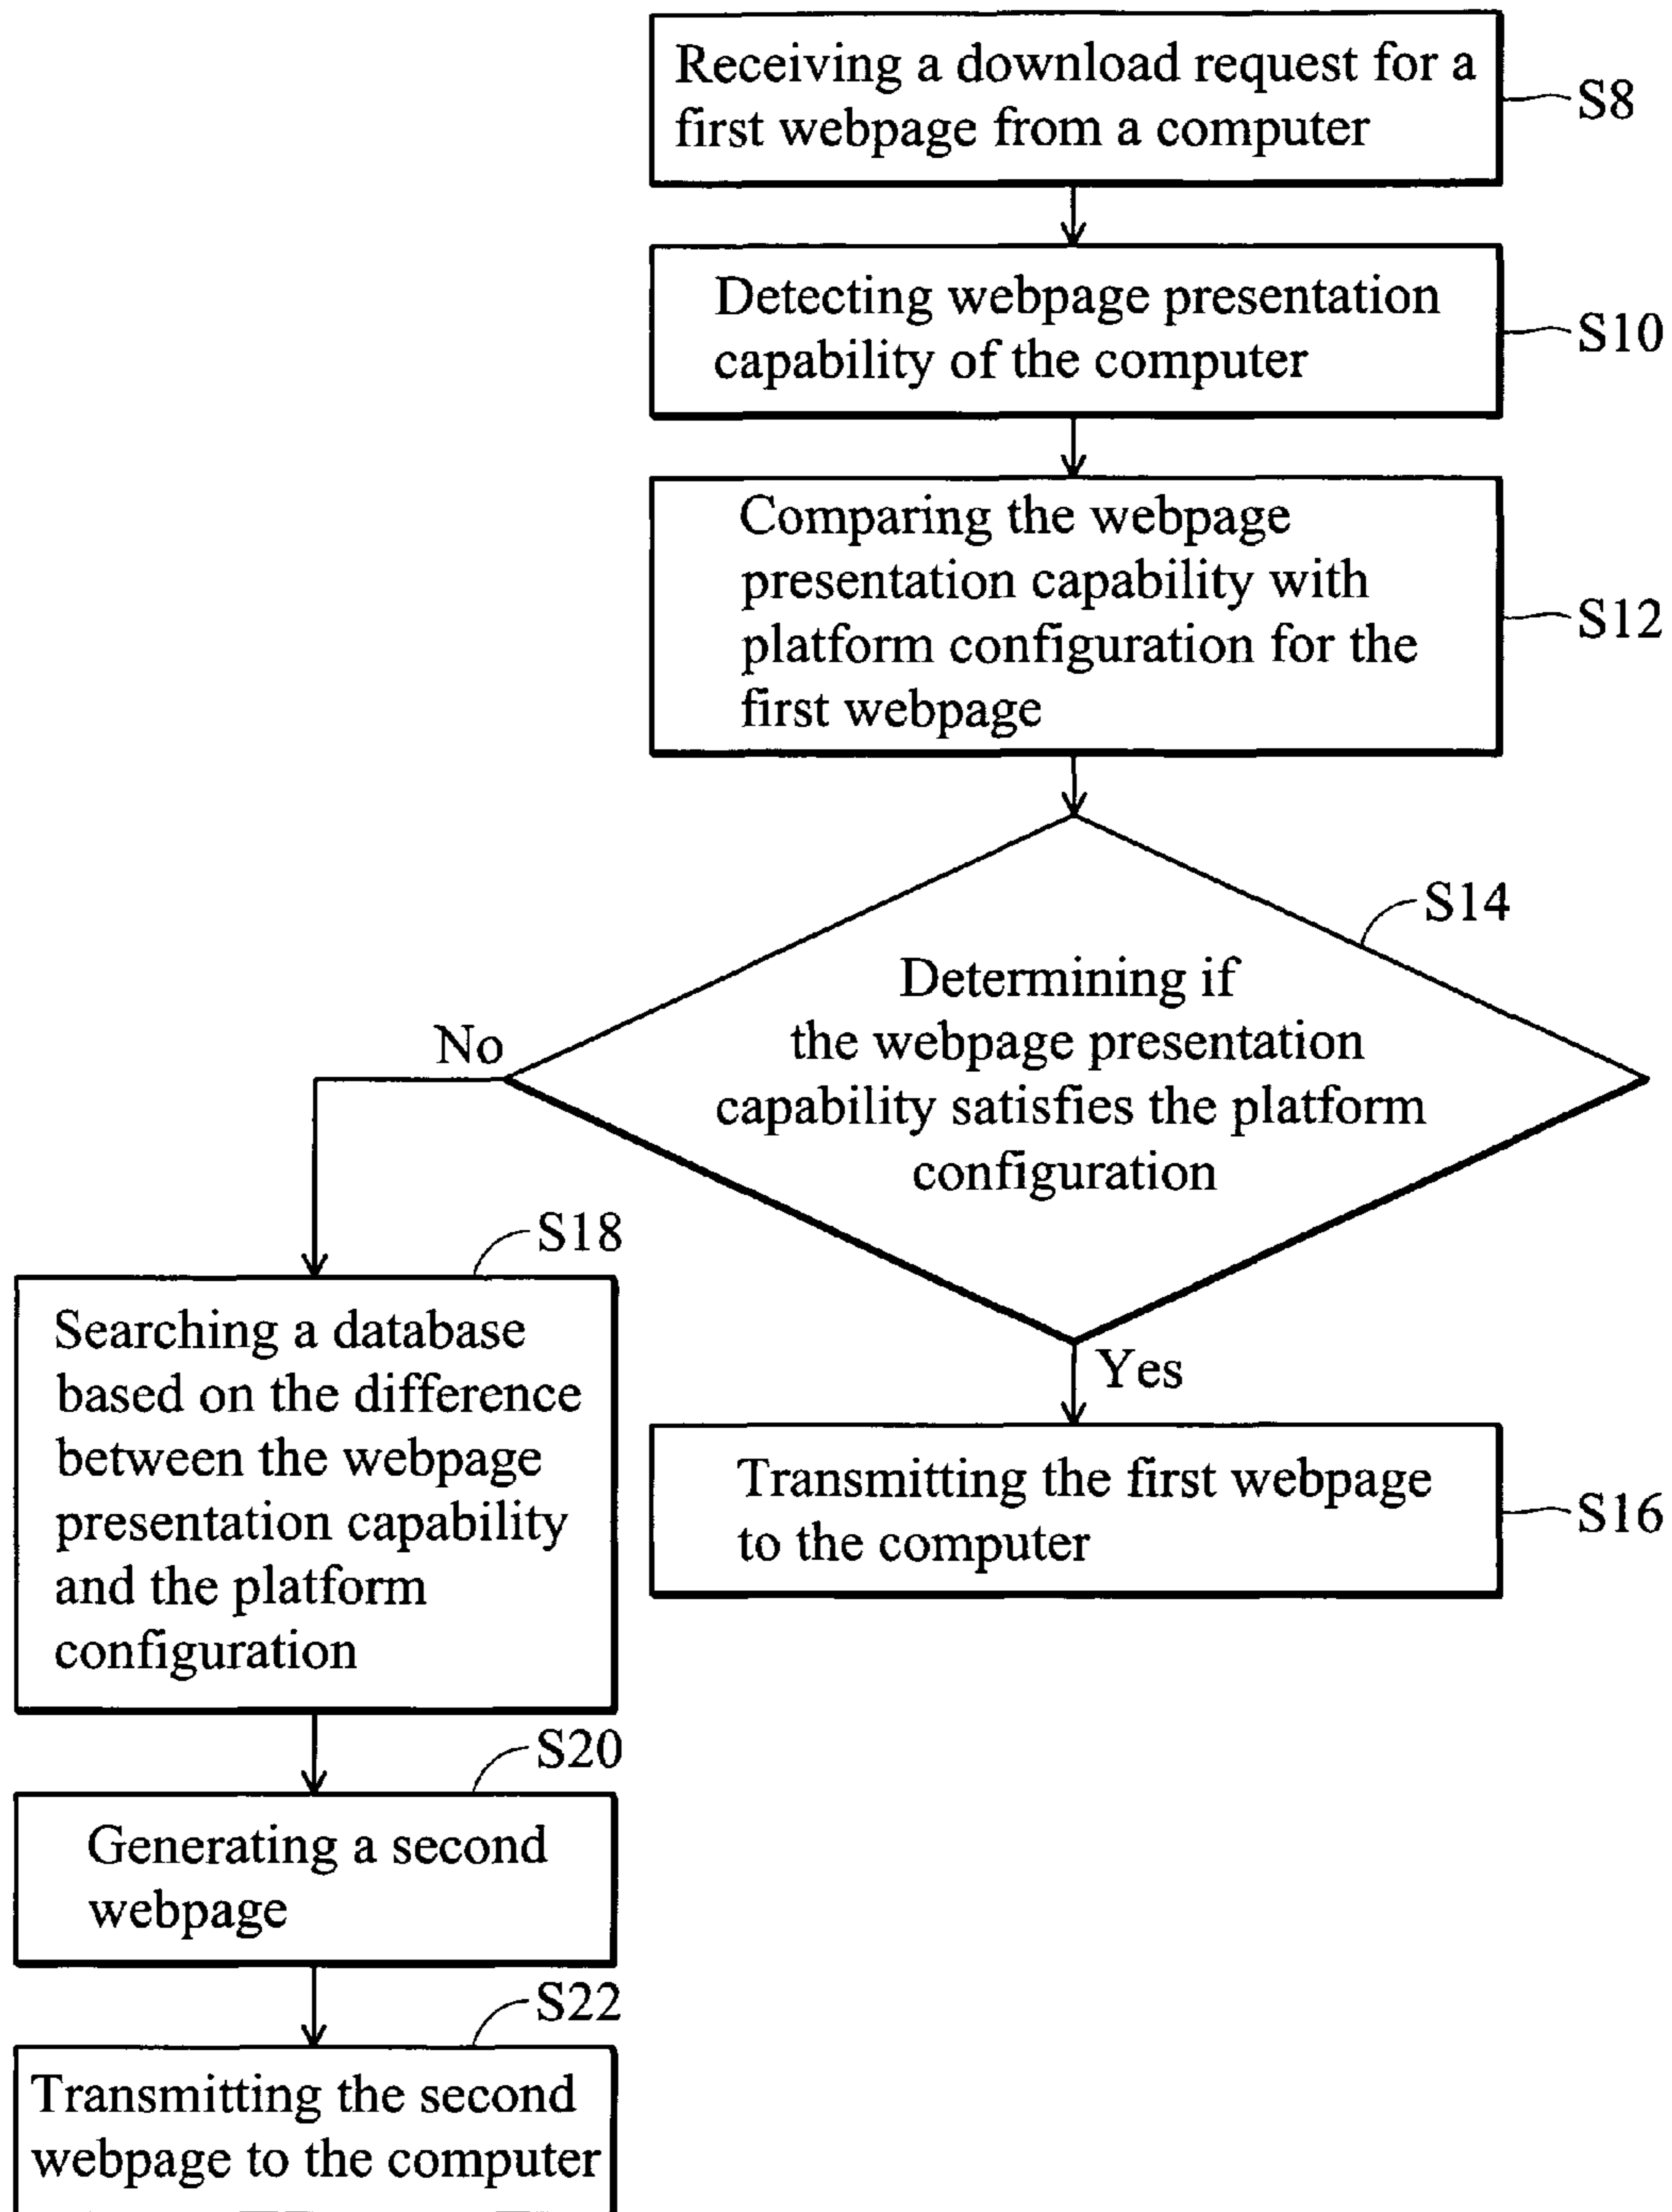 Receiving a download request for a
first webpage from a computer
S8
Detecting webpage presentation
capability of the computer
S10
Comparing the webpage
presentation capability with
platform configuration for the
first webpage
S12
S14
Determining if
the webpage presentation
capability satisfies the platform
configuration
No
Yes
S18
Searching a database
based on the difference
between the webpage
presentation capability
and the platform
configuration
Transmitting the first webpage
to the computer
S16
S20
Generating a second
webpage
S22
Transmitting the second
webpage to the computer